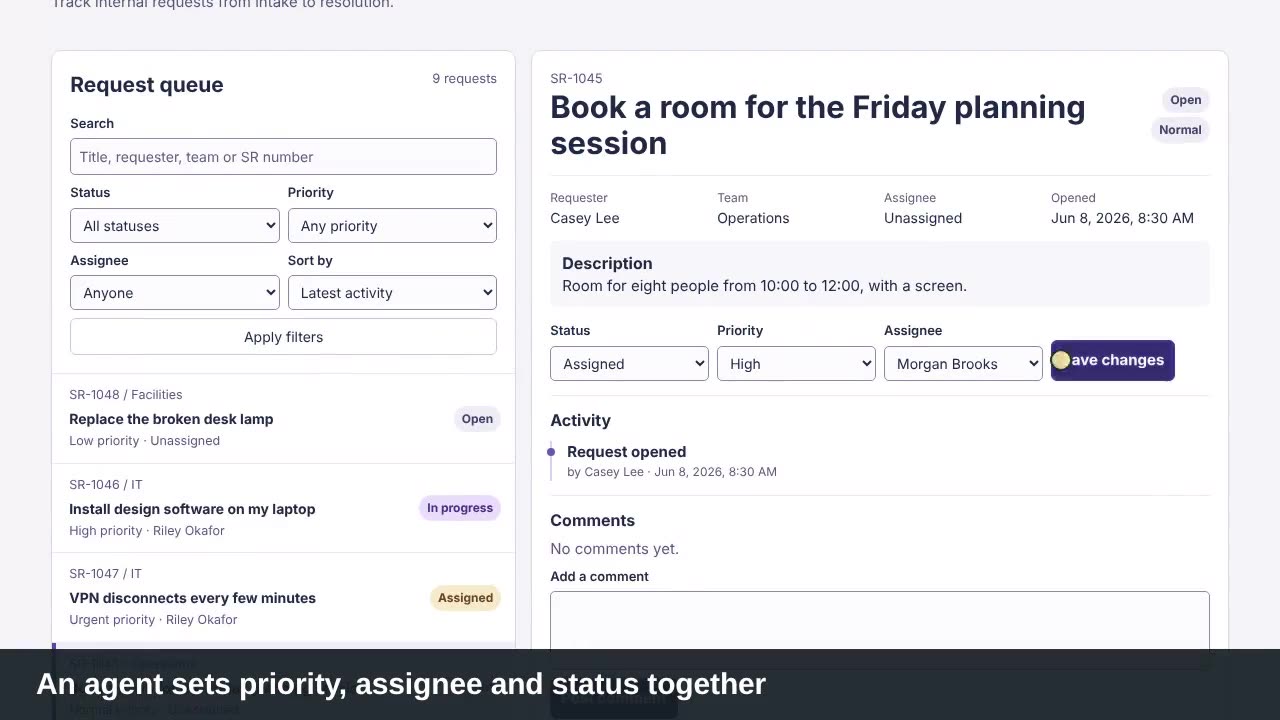 Track internal requests from intake to resolution.
Request queue
9 requests
Search
Title, requester, team or SR number
Status
Priority
All statuses
Any priority
Assignee
Sort by
Anyone
Latest activity
Apply filters
SR-1048 / Facilities
Replace the broken desk lamp
Low priority · Unassigned
Open
SR-1046 / IT
Install design software on my laptop
High priority · Riley Okafor
In progress
SR-1047 / IT
VPN disconnects every few minutes
Urgent priority · Riley Okafor
Assigned
SR-1045
Book a room for the Friday planning
session
Open
Normal
Requester
Team
Assignee
Opened
Casey Lee
Operations
Unassigned
Jun 8, 2026, 8:30 AM
Description
Room for eight people from 10:00 to 12:00, with a screen.
Status
Priority
Assignee
Assigned
High
Morgan Brooks
ave changes
Activity
Request opened
by Casey Lee · Jun 8, 2026, 8:30 AM
Comments
No comments yet.
Add a comment
An agent sets priority, assignee and status together